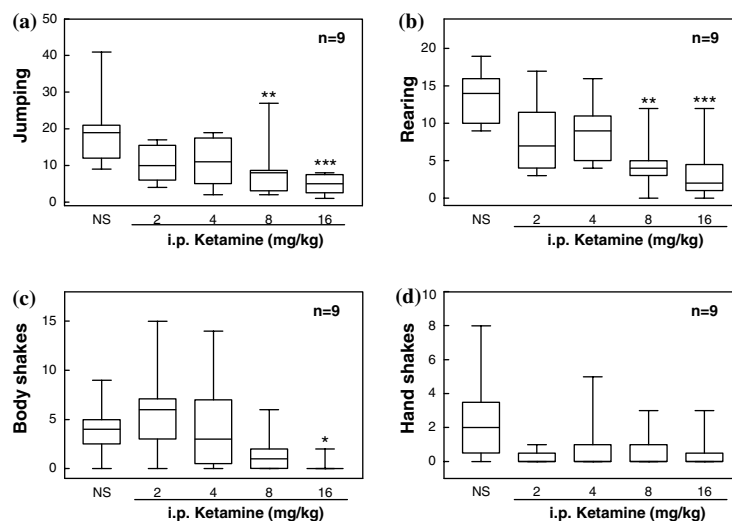 (a)
n=9
Jumping
50
40
30
20
10
0
**
***
NS 2 4 8 16
i.p. Ketamine (mg/kg)
(b)
n=9
Rearing
20
15
10
5
0
**
***
NS 2 4 8 16
i.p. Ketamine (mg/kg)
(c)
n=9
Body shakes
15
10
5
0
*
NS 2 4 8 16
i.p. Ketamine (mg/kg)
(d)
n=9
Hand shakes
10
8
6
4
2
0
NS 2 4 8 16
i.p. Ketamine (mg/kg)